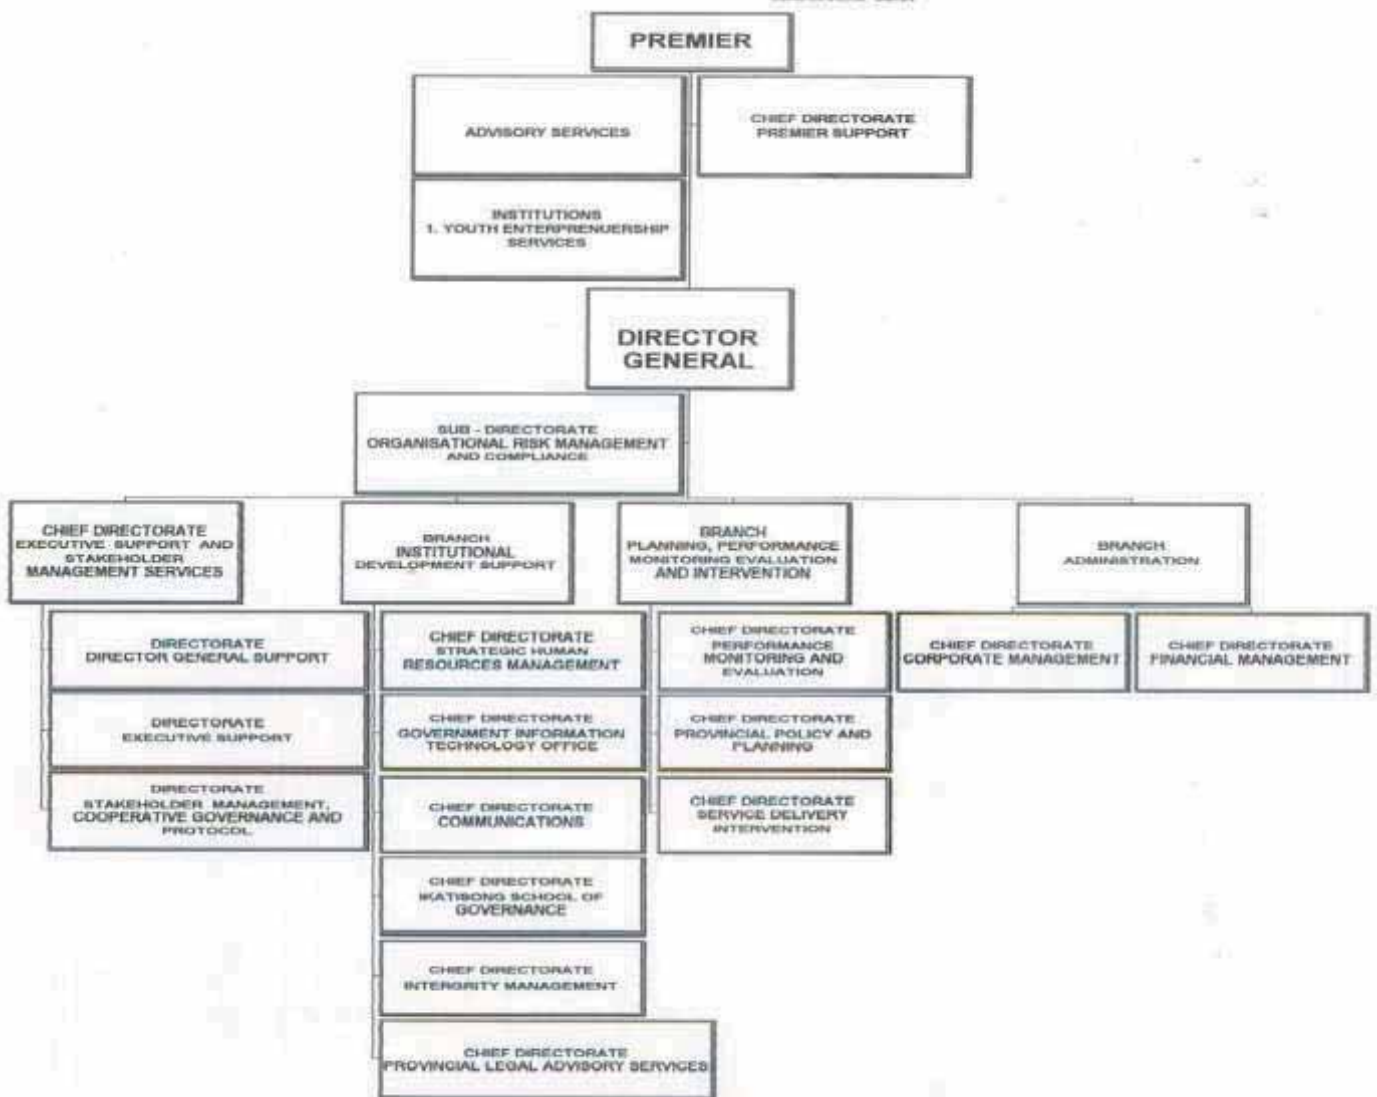 PREMIER
ADVISORY SERVICES
CHIEF DIRECTORATE
PREMIER SUPPORT
INSTITUTIONS
1. YOUTH ENTERPRENUERSHIP
SERVICES
DIRECTOR
GENERAL
SUB - DIRECTORATE
ORGANISATIONAL RISK MANAGEMENT
AND COMPLIANCE
CHIEF DIRECTORATE
EXECUTIVE SUPPORT AND
STAKEHOLDER
MANAGEMENT SERVICES
BRANCH
INSTITUTIONAL
DEVELOPMENT SUPPORT
BRANCH
PLANNING, PERFORMANCE
MONITORING EVALUATION
AND INTERVENTION
BRANCH
ADMINISTRATION
DIRECTORATE
DIRECTOR GENERAL SUPPORT
CHIEF DIRECTORATE
STRATEGIC HUMAN
RESOURCES MANAGEMENT
CHIEF DIRECTORATE
PERFORMANCE
MONITORING AND
EVALUATION
CHIEF DIRECTORATE
CORPORATE MANAGEMENT
CHIEF DIRECTORATE
FINANCIAL MANAGEMENT
DIRECTORATE
EXECUTIVE SUPPORT
CHIEF DIRECTORATE
GOVERNMENT INFORMATION
TECHNOLOGY OFFICE
CHIEF DIRECTORATE
PROVINCIAL POLICY AND
PLANNING
DIRECTORATE
STAKEHOLDER MANAGEMENT,
COOPERATIVE GOVERNANCE AND
PROTOCOL
CHIEF DIRECTORATE
COMMUNICATIONS
CHIEF DIRECTORATE
SERVICE DELIVERY
INTERVENTION
CHIEF DIRECTORATE
IKATISONG SCHOOL OF
GOVERNANCE
CHIEF DIRECTORATE
INTERGRITY MANAGEMENT
CHIEF DIRECTORATE
PROVINCIAL LEGAL ADVISORY SERVICES